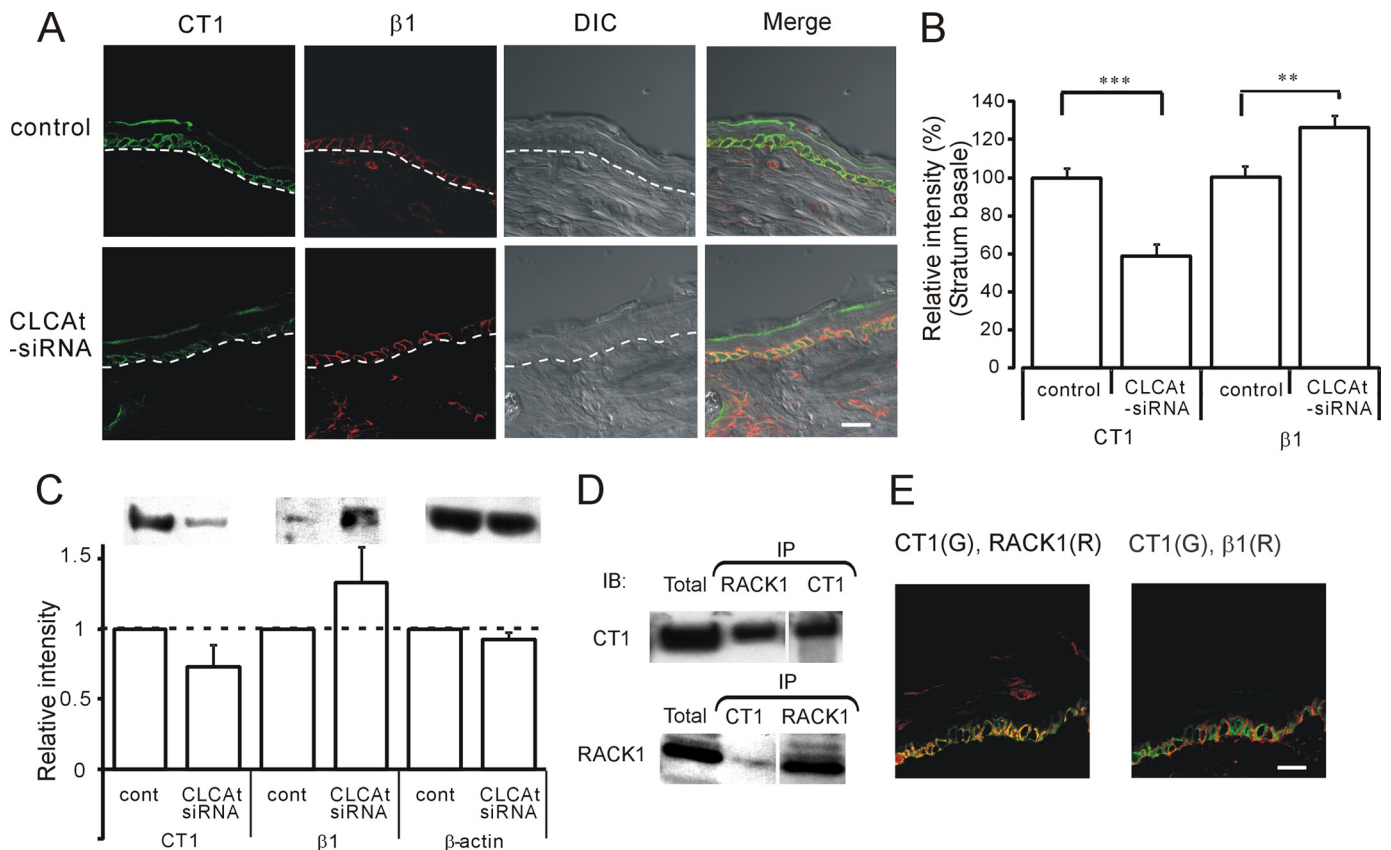 A
CT1 β1 DIC Merge
control
CLCAt
-siRNA
B
*** **
Relative intensity (%)
(Stratum basale)
140
120
100
80
60
40
20
0
control CLCAt
-siRNA control CLCAt
-siRNA
CT1 β1
C
Relative intensity
1.5
1
0.5
0
cont CLCAt
siRNA cont CLCAt
siRNA cont CLCAt
siRNA
CT1 β1 β-actin
D
IP
IB: Total RACK1 CT1
CT1
IP
Total CT1 RACK1
RACK1
E
CT1(G), RACK1(R) CT1(G), β1(R)